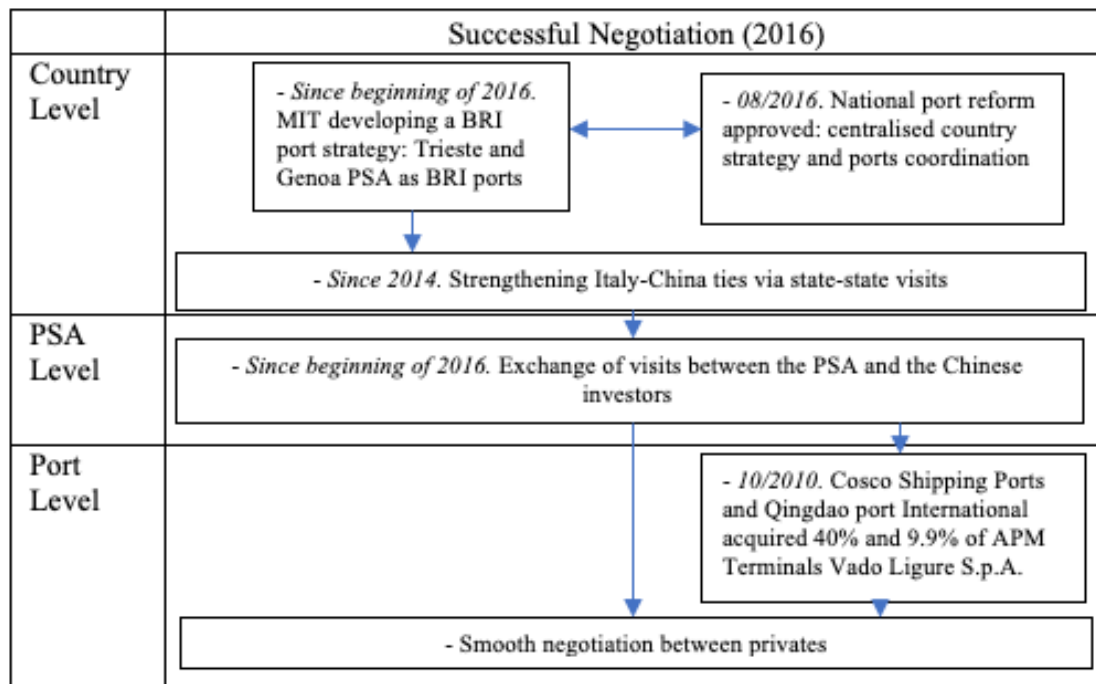 Successful Negotiation (2016)
Country
Level
- Since beginning of 2016.
MIT developing a BRI
port strategy: Trieste and
Genoa PSA as BRI ports
- 08/2016. National port reform
approved: centralised country
strategy and ports coordination
- Since 2014. Strengthening Italy-China ties via state-state visits
PSA
Level
- Since beginning of 2016. Exchange of visits between the PSA and the Chinese
investors
Port
Level
- 10/2010. Cosco Shipping Ports
and Qingdao port International
acquired 40% and 9.9% of APM
Terminals Vado Ligure S.p.A.
- Smooth negotiation between privates